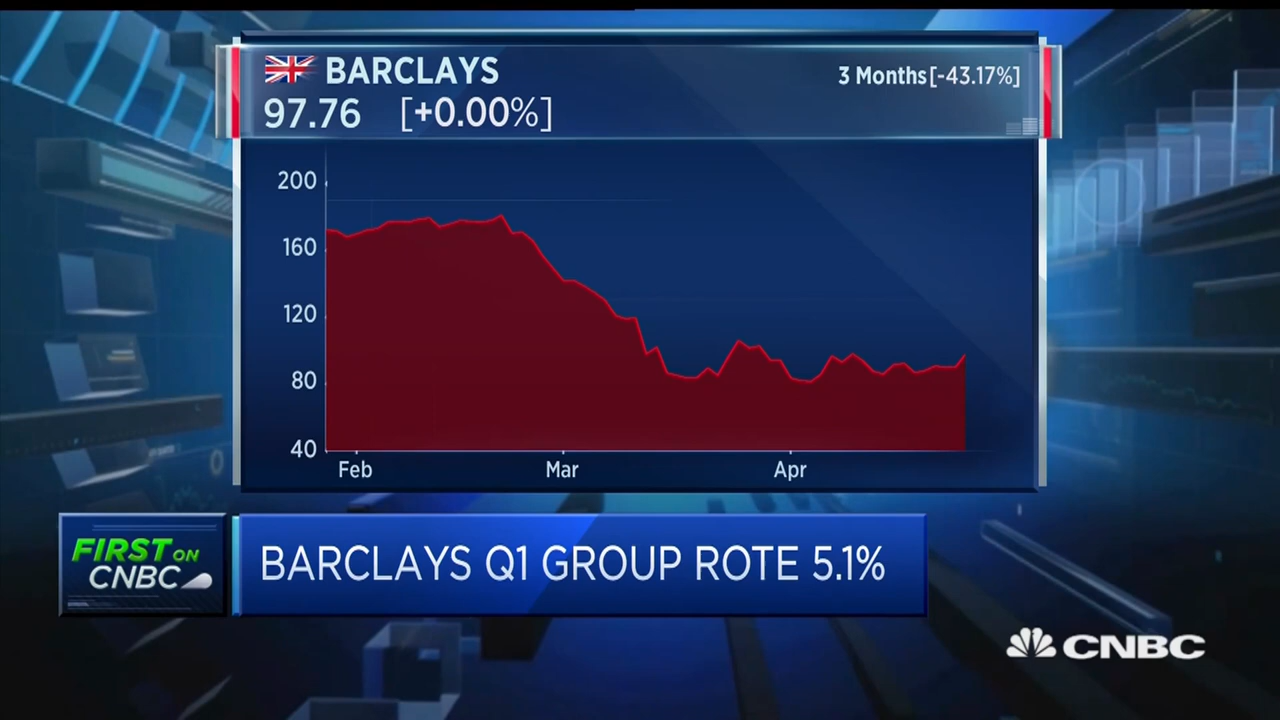 BARCLAYS
3 Months[-43.17%]
97.76 [+0.00%]
200
160
120
80
40
Feb Mar Apr
FIRST ON
CNBC
BARCLAYS Q1 GROUP ROTE 5.1%
CNBC